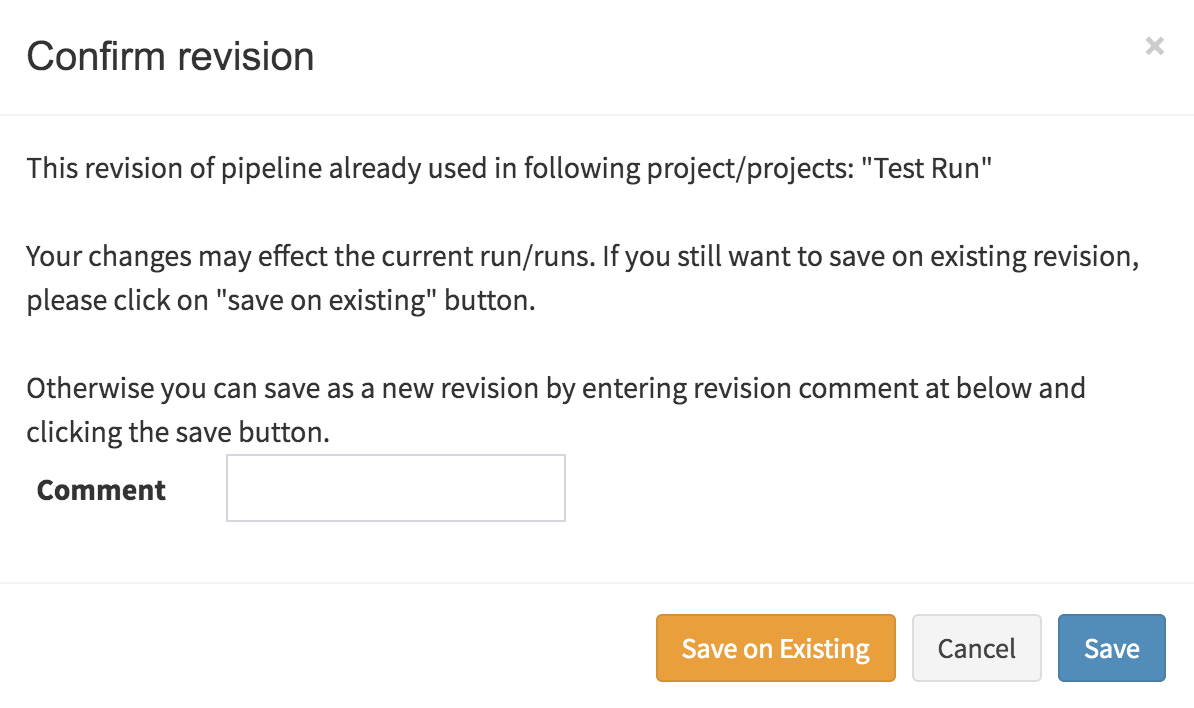 Confirm revision
×
This revision of pipeline already used in following project/projects: "Test Run"
Your changes may effect the current run/runs. If you still want to save on existing revision,
please click on "save on existing" button.
Otherwise you can save as a new revision by entering revision comment at below and
clicking the save button.
Comment
Save on Existing Cancel Save